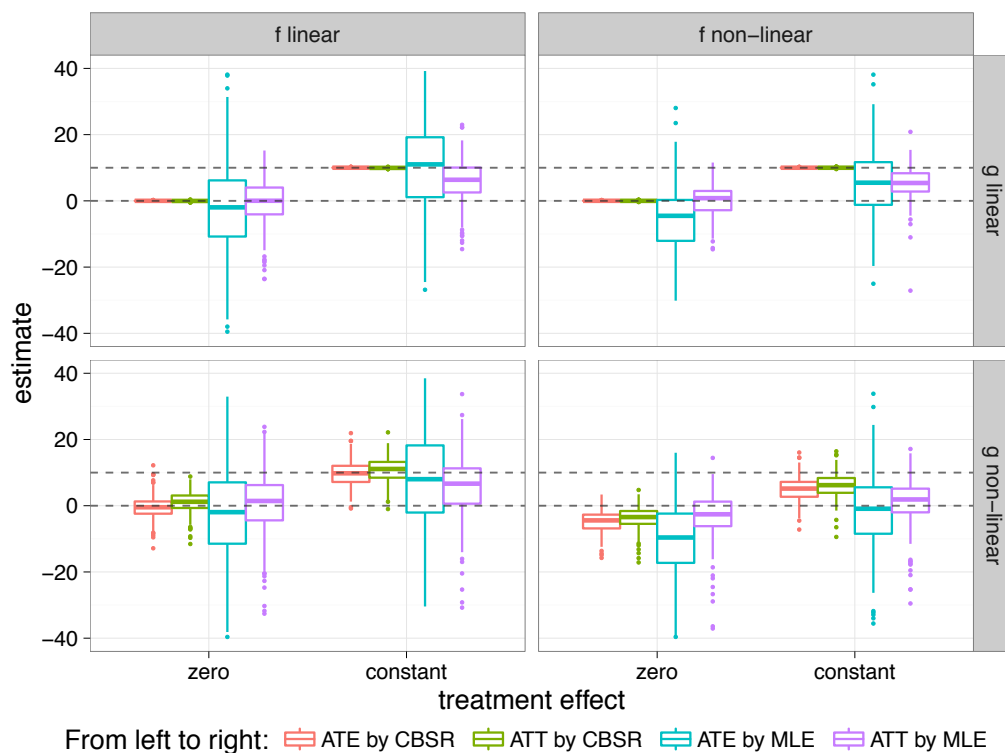 f linear
f non−linear
40
20
0
−20
−40
g linear
40
20
0
−20
−40
g non−linear
estimate
zero
constant
zero
constant
treatment effect
From left to right: ATE by CBSR ATT by CBSR ATE by MLE ATT by MLE